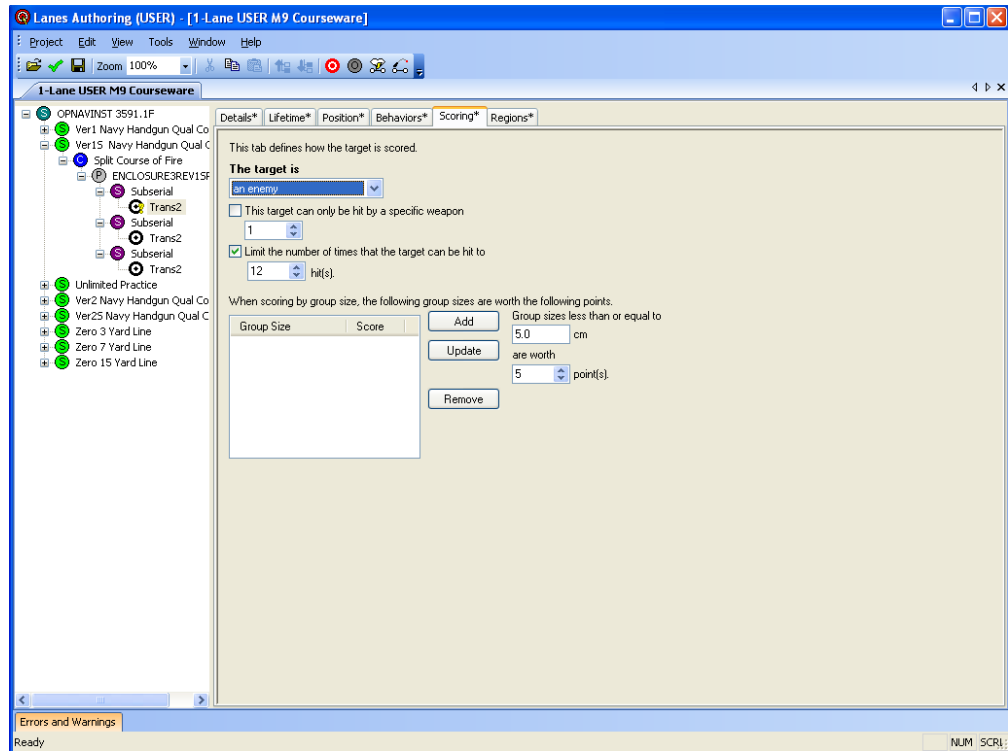 Lanes Authoring (USER) - [1-Lane USER M9 Courseware]
Project Edit View Tools Window Help
Zoom 100%
1-Lane USER M9 Courseware
S OPNAVINST 3591.1F
S Ver1 Navy Handgun Qual Co
S Ver1S Navy Handgun Qual C
C Split Course of Fire
P ENCLOSURE3REV1SF
S Subserial
Trans2
S Subserial
Trans2
S Subserial
Trans2
S Unlimited Practice
S Ver2 Navy Handgun Qual Co
S Ver2S Navy Handgun Qual C
S Zero 3 Yard Line
S Zero 7 Yard Line
S Zero 15 Yard Line
Details* Lifetime* Position* Behaviors* Scoring* Regions*
This tab defines how the target is scored.
The target is
an enemy
This target can only be hit by a specific weapon
1
Limit the number of times that the target can be hit to
12 hit(s).
When scoring by group size, the following group sizes are worth the following points.
Group Size Score
Add
Update
Remove
Group sizes less than or equal to
5.0 cm
are worth
5 point(s).
Errors and Warnings
Ready NUM SCRL